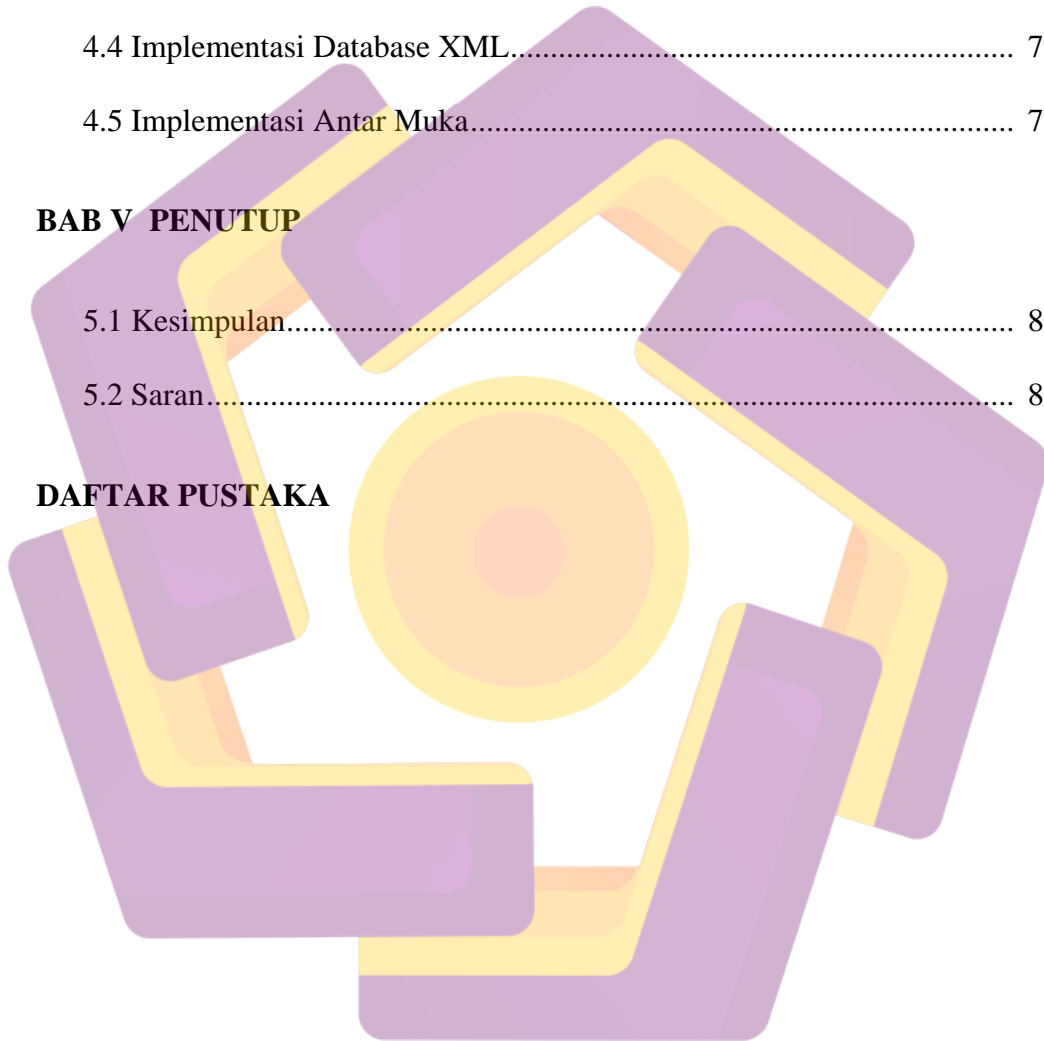 4.4 Implementasi Database XML.......................................................................... 7
4.5 Implementasi Antar Muka............................................................................... 7
BAB V  PENUTUP
5.1 Kesimpulan..................................................................................................... 8
5.2 Saran............................................................................................................... 8
DAFTAR PUSTAKA